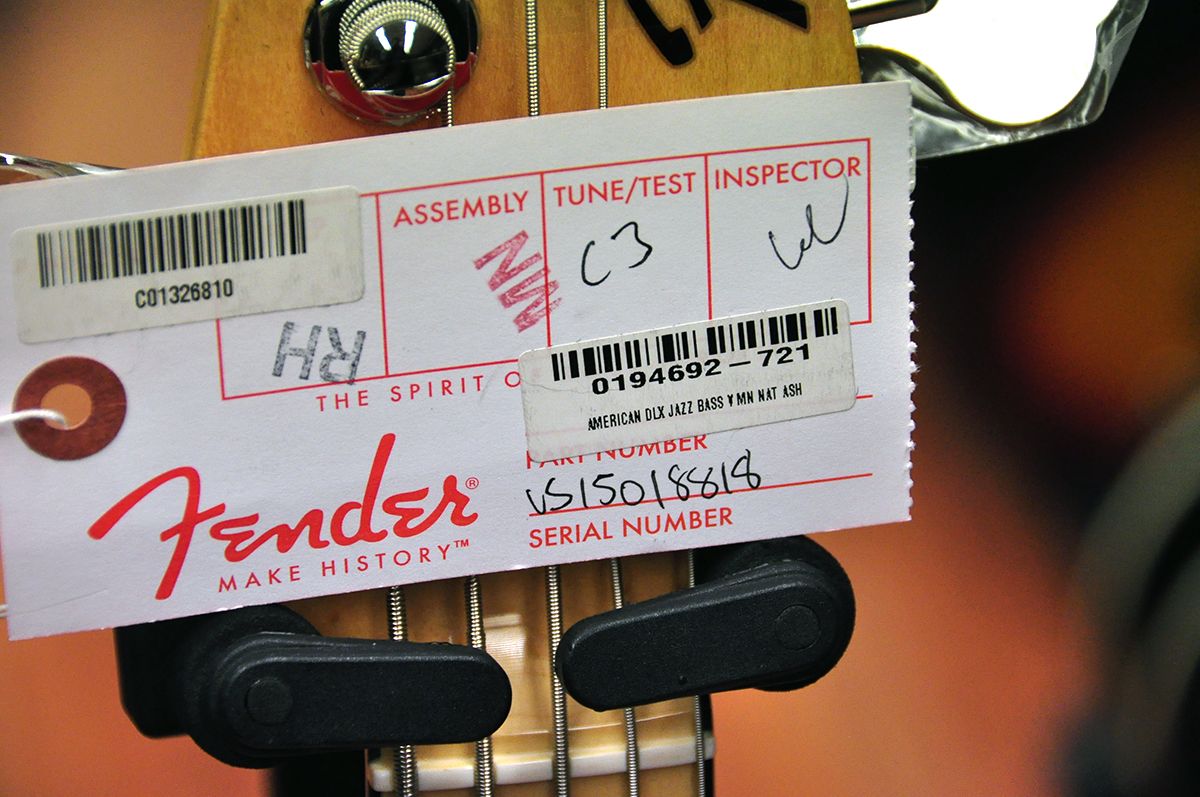 ASSEMBLY
TUNE/TEST
INSPECTOR
C01326810
C3
RH
THE SPIRIT O
0194692-721
AMERICAN DLX JAZZ BASS V MN NAT ASH
PART NUMBER
Fender®
MAKE HISTORY™
US15018818
SERIAL NUMBER